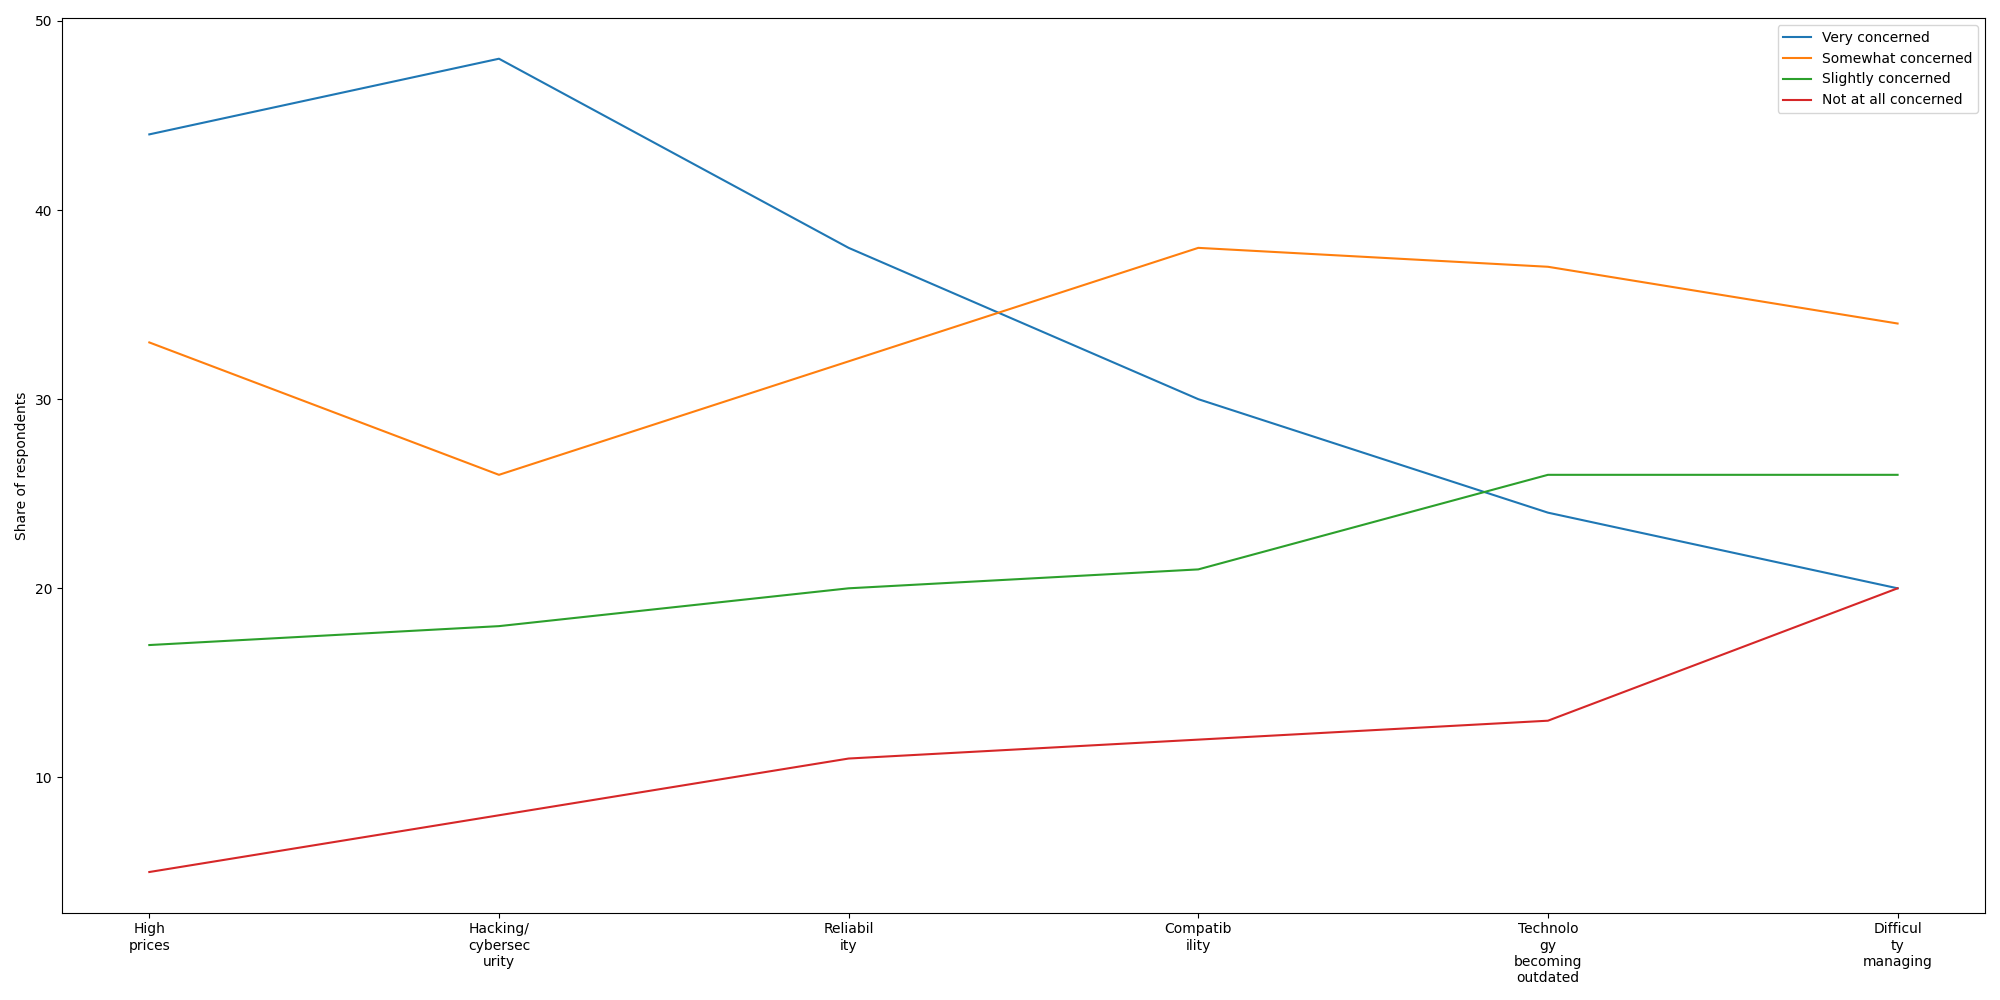 50
40
30
20
10
Share of respondents
Very concerned
Somewhat concerned
Slightly concerned
Not at all concerned
High
prices
Hacking/
cybersec
urity
Reliabil
ity
Compatib
ility
Technolo
gy
becoming
outdated
Difficul
ty
managing